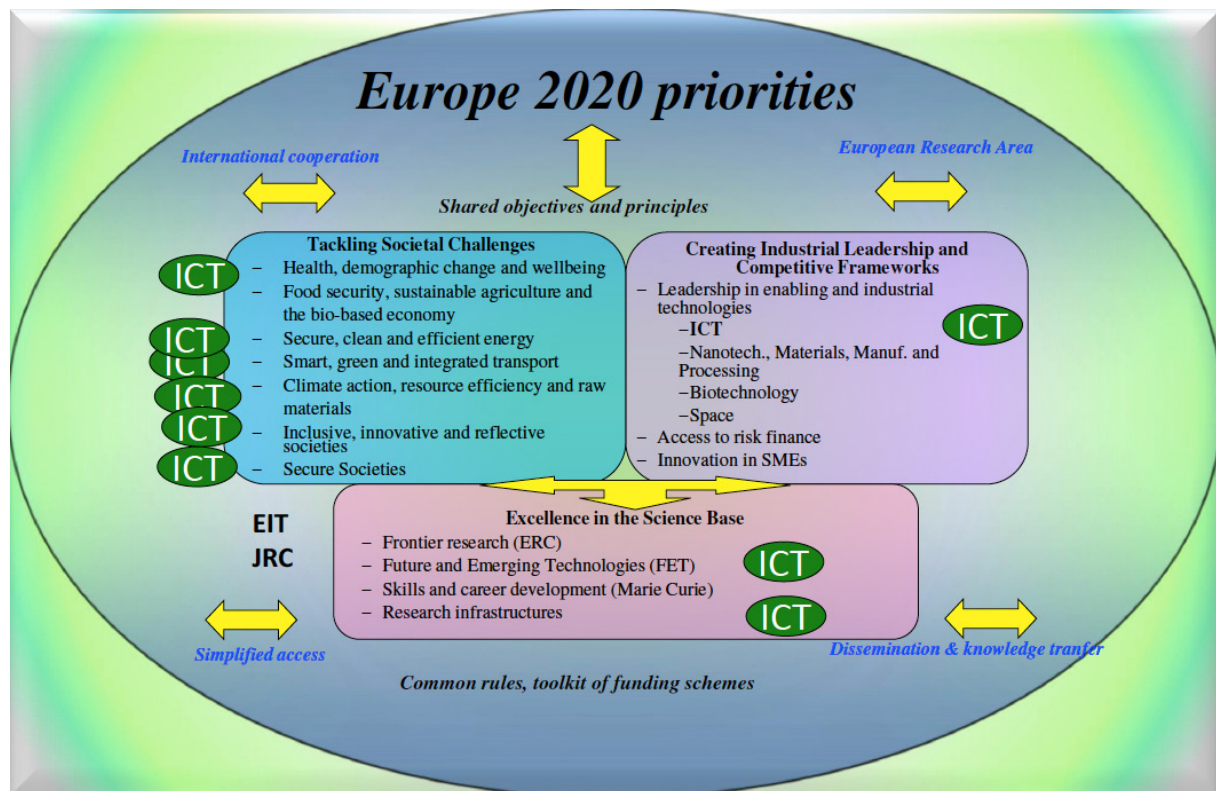 Europe 2020 priorities
International cooperation
European Research Area
Shared objectives and principles
Tackling Societal Challenges
ICT
– Health, demographic change and wellbeing
– Food security, sustainable agriculture and
the bio-based economy
ICT
– Secure, clean and efficient energy
ICT
– Smart, green and integrated transport
ICT
– Climate action, resource efficiency and raw
materials
ICT
– Inclusive, innovative and reflective
societies
ICT
– Secure Societies
Creating Industrial Leadership and
Competitive Frameworks
– Leadership in enabling and industrial
technologies
–ICT
ICT
–Nanotech., Materials, Manuf. and
Processing
–Biotechnology
–Space
– Access to risk finance
– Innovation in SMEs
EIT
JRC
Excellence in the Science Base
– Frontier research (ERC)
– Future and Emerging Technologies (FET)
ICT
– Skills and career development (Marie Curie)
– Research infrastructures
ICT
Simplified access
Dissemination & knowledge tranfer
Common rules, toolkit of funding schemes